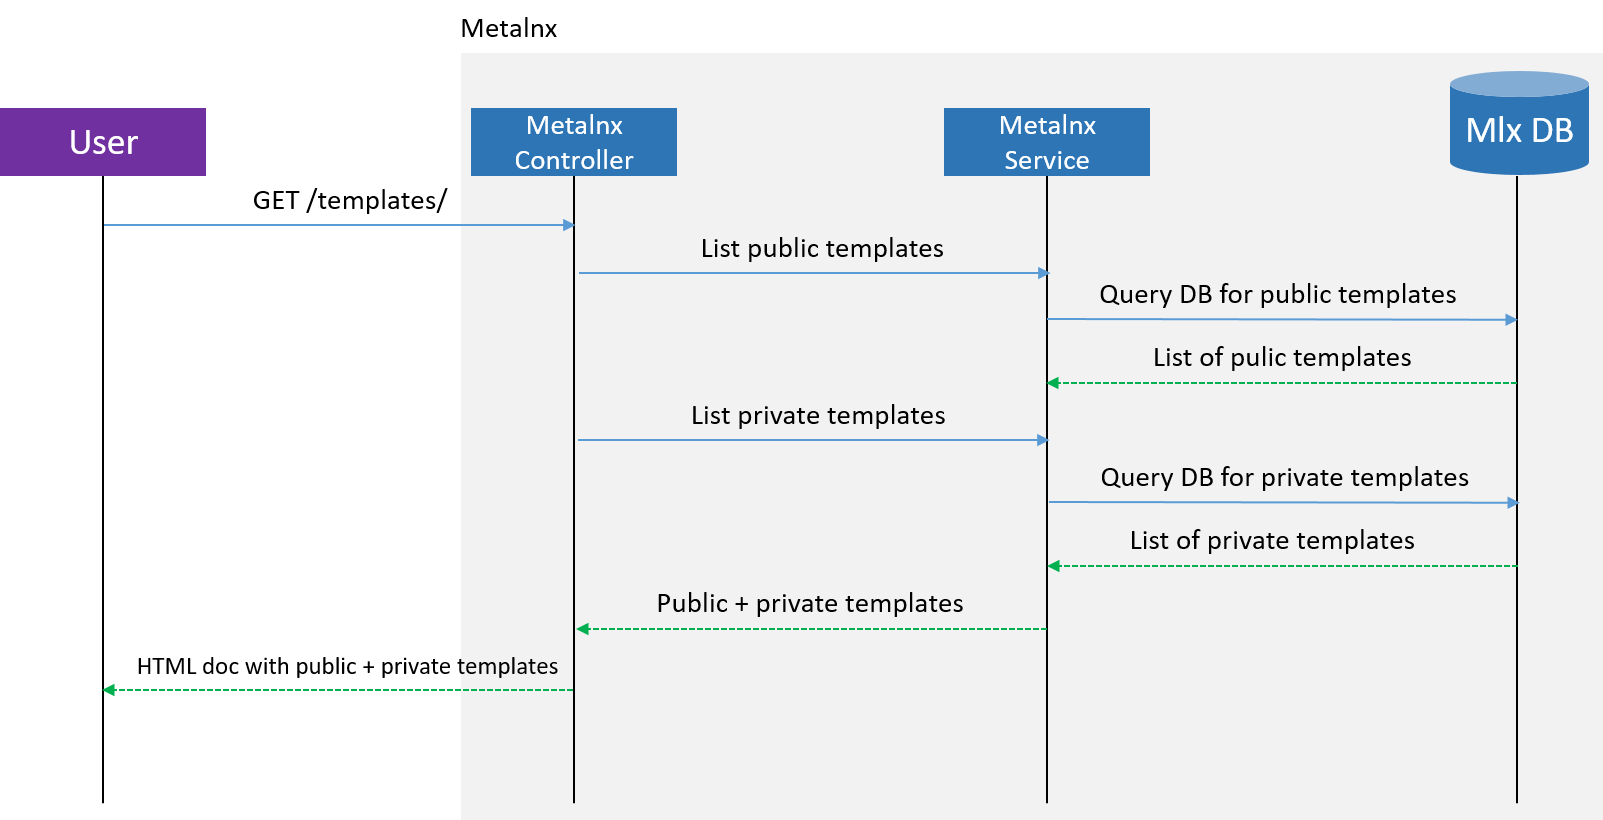 Metalnx
User
Metalnx
Controller
Metalnx
Service
Mlx DB
GET /templates/
List public templates
Query DB for public templates
List of pulic templates
List private templates
Query DB for private templates
List of private templates
Public + private templates
HTML doc with public + private templates